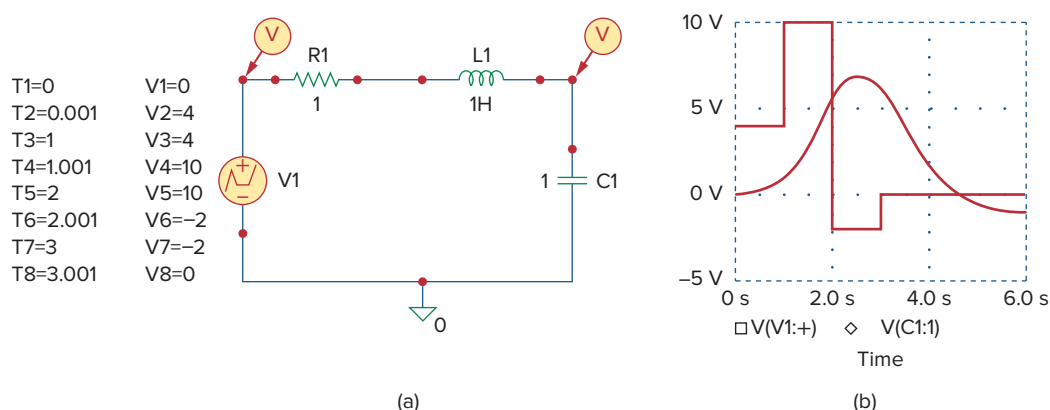 T1=0 V1=0
T2=0.001 V2=4
T3=1 V3=4
T4=1.001 V4=10
T5=2 V5=10
T6=2.001 V6=−2
T7=3 V7=−2
T8=3.001 V8=0
V
V
R1
L1
1
1H
+
−
V1
1
C1
0
(a)
10 V
5 V
0 V
−5 V
0 s 2.0 s 4.0 s 6.0 s
V(V1:+) V(C1:1)
Time
(b)